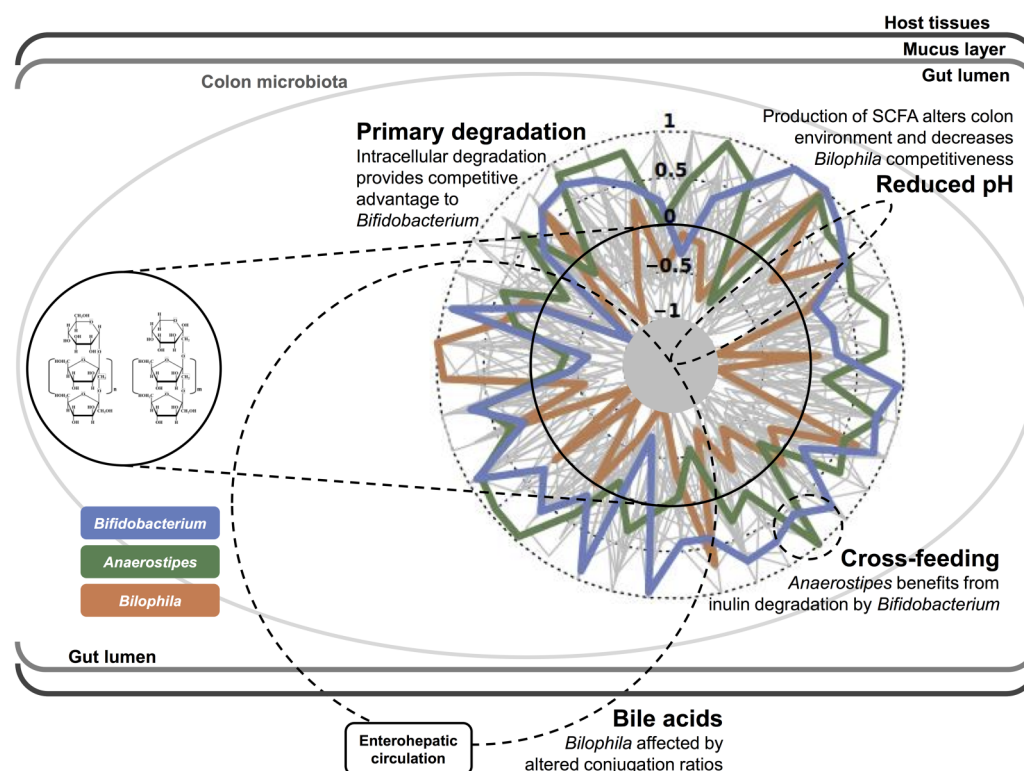 Host tissues
Mucus layer
Gut lumen
Colon microbiota
Primary degradation
Intracellular degradation
provides competitive
advantage to
Bifidobacterium
1
0.5
0
−0.5
−1
Production of SCFA alters colon
environment and decreases
Bilophila competitiveness
Reduced pH
Bifidobacterium
Anaerostipes
Bilophila
Cross-feeding
Anaerostipes benefits from
inulin degradation by Bifidobacterium
Gut lumen
Enterohepatic
circulation
Bile acids
Bilophila affected by
altered conjugation ratios